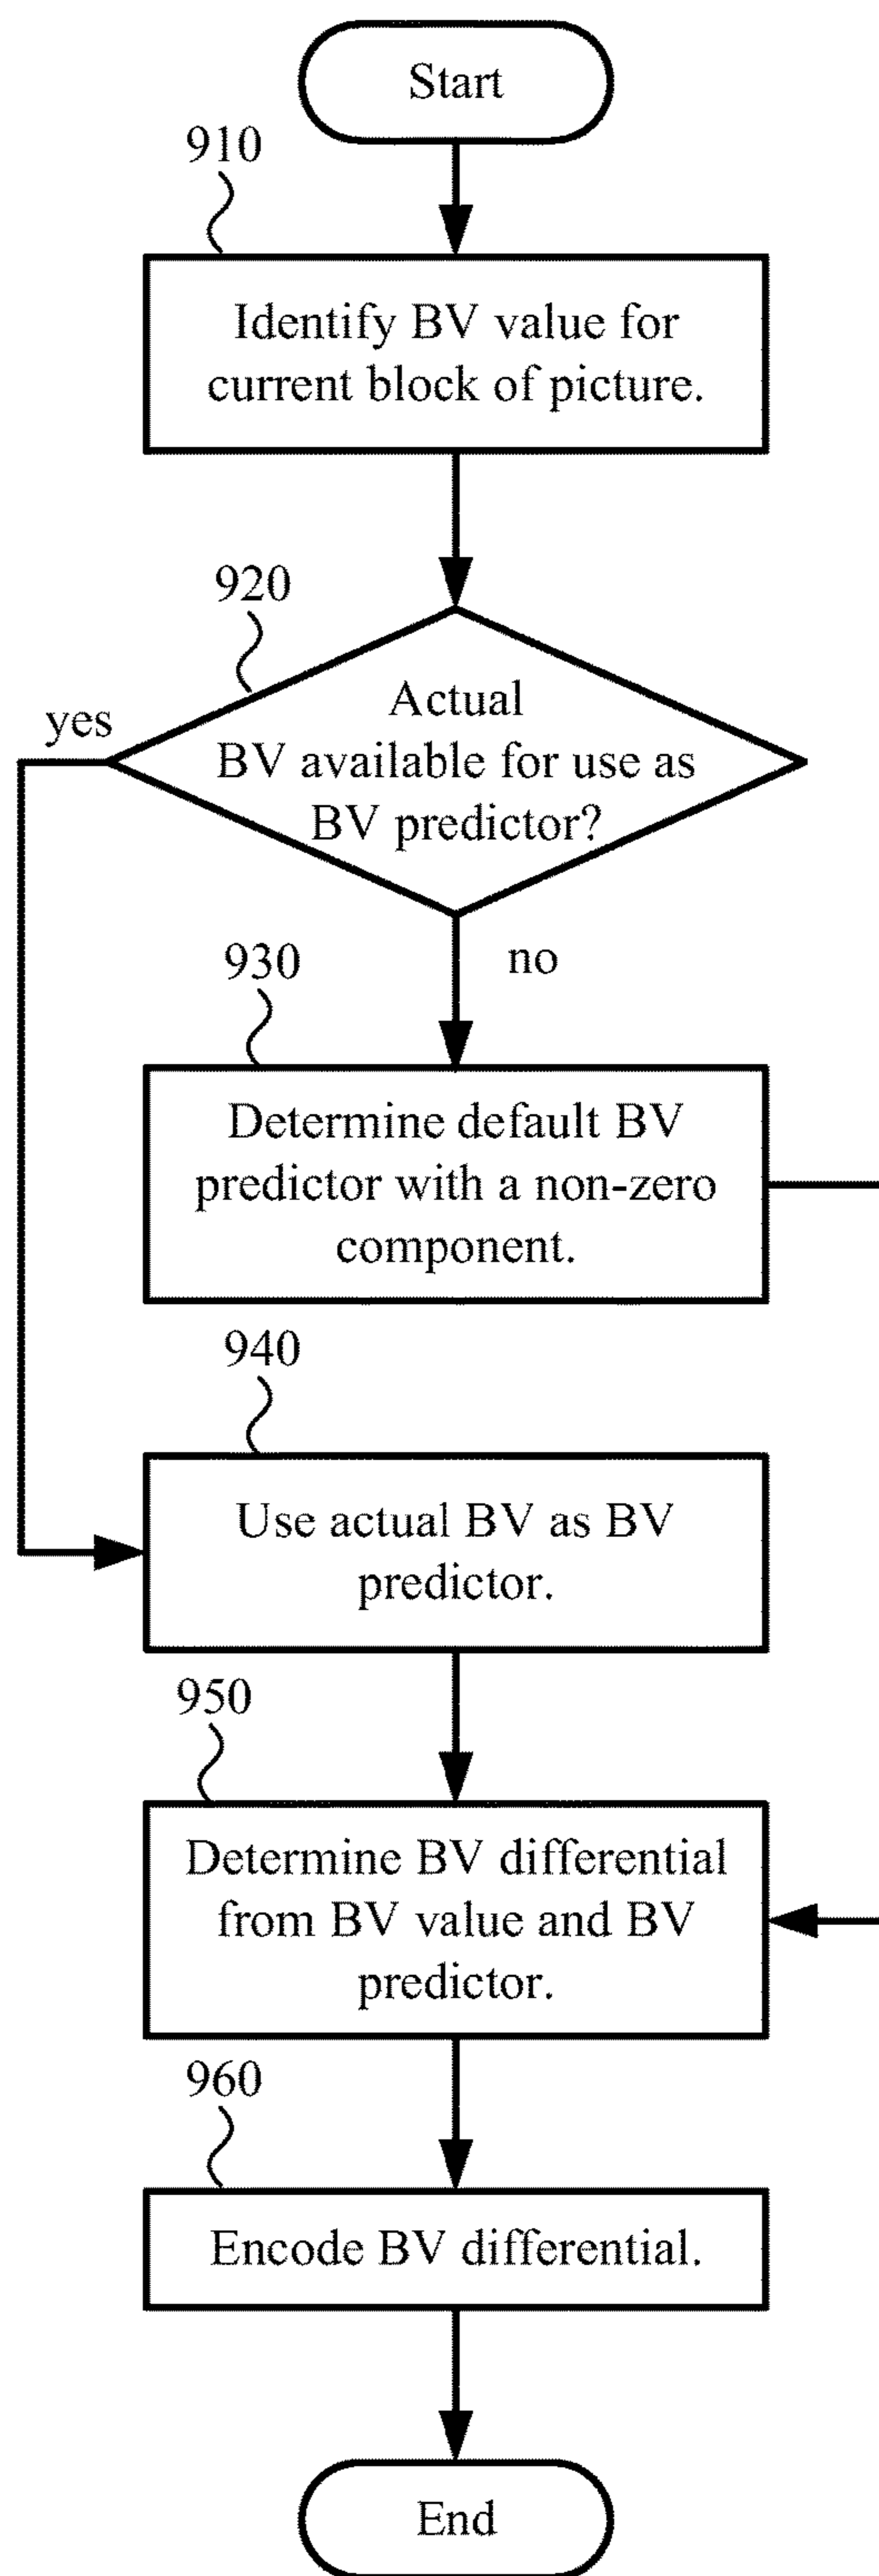 Start
910
Identify BV value for
current block of picture.
920
yes
Actual
BV available for use as
BV predictor?
no
930
Determine default BV
predictor with a non-zero
component.
940
Use actual BV as BV
predictor.
950
Determine BV differential
from BV value and BV
predictor.
960
Encode BV differential.
End